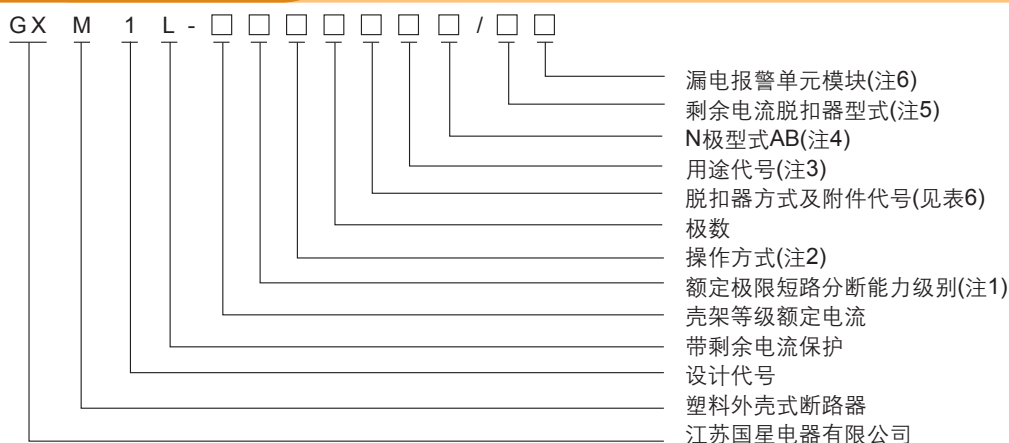 GX M 1 L - □ □ □ □ □ □ □ / □ □
漏电报警单元模块(注6)
剩余电流脱扣器型式(注5)
N极型式AB(注4)
用途代号(注3)
脱扣器方式及附件代号(见表6)
极数
操作方式(注2)
额定极限短路分断能力级别(注1)
壳架等级额定电流
带剩余电流保护
设计代号
塑料外壳式断路器
江苏国星电器有限公司